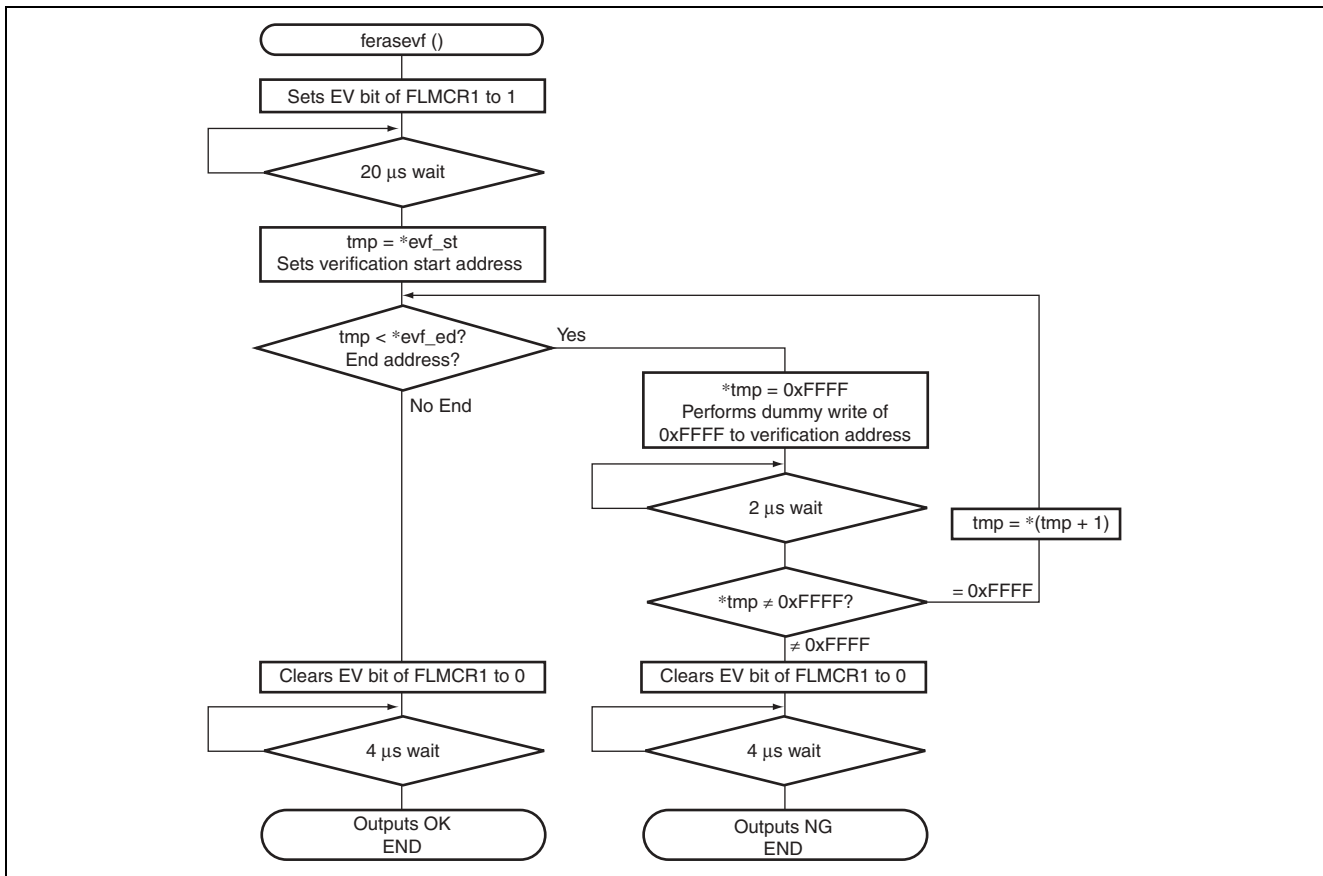 ferasevf ()
Sets EV bit of FLMCR1 to 1
20 μs wait
tmp = *evf_st
Sets verification start address
tmp < *evf_ed?
End address?
Yes
No End
*tmp = 0xFFFF
Performs dummy write of
0xFFFF to verification address
2 μs wait
tmp = *(tmp + 1)
*tmp ≠ 0xFFFF?
= 0xFFFF
≠ 0xFFFF
Clears EV bit of FLMCR1 to 0
4 μs wait
Outputs OK
END
Clears EV bit of FLMCR1 to 0
4 μs wait
Outputs NG
END